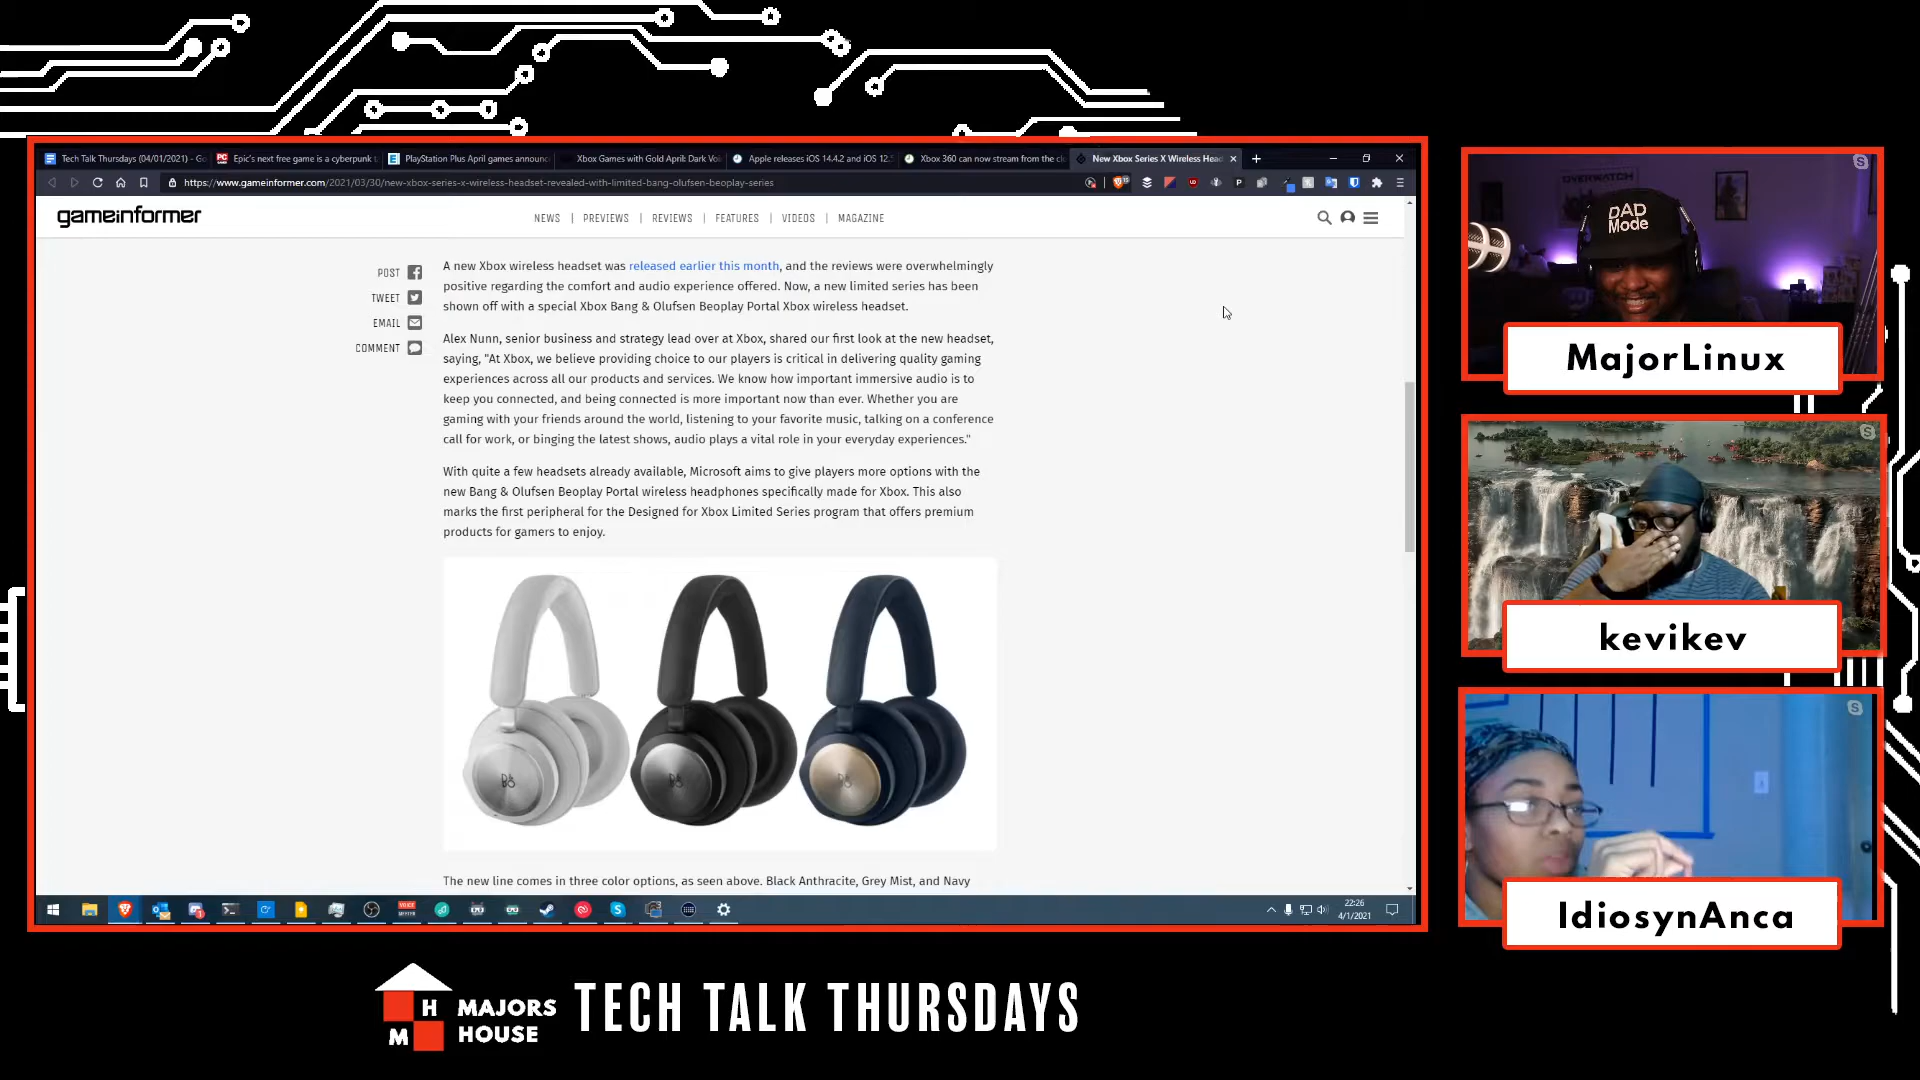 Tech Talk Thursdays (04/01/2021) - Go
Epic's next free game is a cyberpunk t
PlayStation Plus April games announc
Xbox Games with Gold April: Dark Voi
Apple releases iOS 14.4.2 and iOS 12.
Xbox 360 can now stream from the clo
New Xbox Series X Wireless Head
https://www.gameinformer.com/2021/03/30/new-xbox-series-x-wireless-headset-revealed-with-limited-bang-olufsen-beoplay-series
gameinformer
NEWS | PREVIEWS | REVIEWS | FEATURES | VIDEOS | MAGAZINE
POST
TWEET
EMAIL
COMMENT
A new Xbox wireless headset was released earlier this month, and the reviews were overwhelmingly
positive regarding the comfort and audio experience offered. Now, a new limited series has been
shown off with a special Xbox Bang & Olufsen Beoplay Portal Xbox wireless headset.
Alex Nunn, senior business and strategy lead over at Xbox, shared our first look at the new headset,
saying, "At Xbox, we believe providing choice to our players is critical in delivering quality gaming
experiences across all our products and services. We know how important immersive audio is to
keep you connected, and being connected is more important now than ever. Whether you are
gaming with your friends around the world, listening to your favorite music, talking on a conference
call for work, or binging the latest shows, audio plays a vital role in your everyday experiences."
With quite a few headsets already available, Microsoft aims to give players more options with the
new Bang & Olufsen Beoplay Portal wireless headphones specifically made for Xbox. This also
marks the first peripheral for the Designed for Xbox Limited Series program that offers premium
products for gamers to enjoy.
The new line comes in three color options, as seen above. Black Anthracite, Grey Mist, and Navy
22:26
4/1/2021
OVERWATCH
DAD
Mode
MajorLinux
kevikev
IdiosynAnca
H
M
MAJORS
HOUSE
TECH TALK THURSDAYS